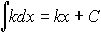 ∫kdx = kx + C